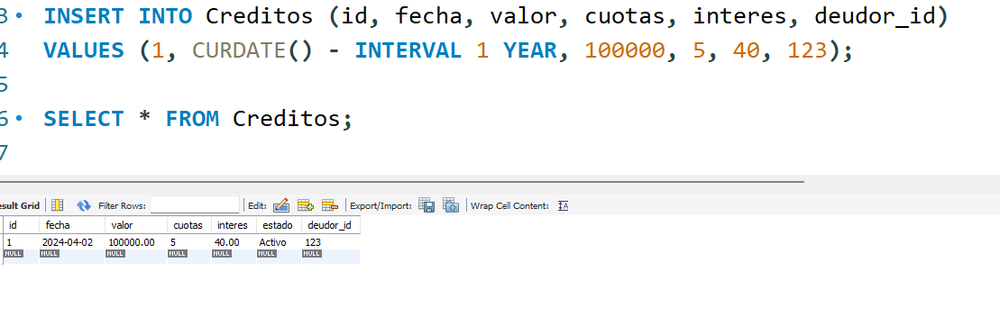 3 INSERT INTO Creditos (id, fecha, valor, cuotas, interes, deudor_id)
4 VALUES (1, CURDATE() - INTERVAL 1 YEAR, 100000, 5, 40, 123);
5
6 SELECT * FROM Creditos;
7
esult Grid Filter Rows: Edit: Export/Import: Wrap Cell Content: IA
id fecha valor cuotas interes estado deudor_id
1 2024-04-02 100000.00 5 40.00 Activo 123
NULL NULL NULL NULL NULL NULL NULL